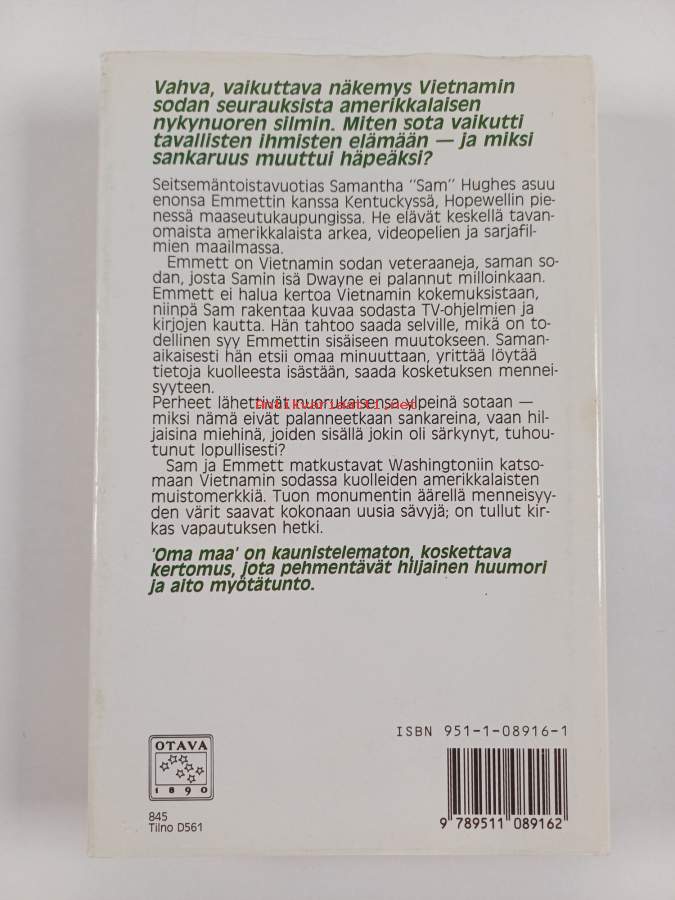 Vahva, vaikuttava näkemys Vietnamin
sodan seurauksista amerikkalaisen
nykynuoren silmin. Miten sota vaikutti
tavallisten ihmisten elämään — ja miksi
sankaruus muuttui häpeäksi?
Seitsemäntoistavuotias Samantha "Sam" Hughes asuu
enonsa Emmettin kanssa Kentuckyssä, Hopewellin pie-
nessä maaseutukaupungissa. He elävät keskellä tavan-
omaista amerikkalaista arkea, videopelien ja sarjafil-
mien maailmassa.
Emmett on Vietnamin sodan veteraaneja, saman so-
dan, josta Samin isä Dwayne ei palannut milloinkaan.
Emmett ei halua kertoa Vietnamin kokemuksistaan,
niinpä Sam rakentaa kuvaa sodasta TV-ohjelmien ja
kirjojen kautta. Hän tahtoo saada selville, mikä on to-
dellinen syy Emmettin sisäiseen muutokseen. Saman-
aikaisesti hän etsii omaa minuuttaan, yrittää löytää
tietoja kuolleesta isästään, saada kosketuksen mennei-
syyteen.
Perheet lähettivät nuorukaisensa ylpeinä sotaan —
antikvariaatti.net
miksi nämä eivät palanneetkaan sankareina, vaan hil-
jaisina miehinä, joiden sisällä jokin oli särkynyt, tuhou-
tunut lopullisesti?
Sam ja Emmett matkustavat Washingtoniin katso-
maan Vietnamin sodassa kuolleiden amerikkalaisten
muistomerkkiä. Tuon monumentin äärellä menneisyy-
den värit saavat kokonaan uusia sävyjä; on tullut kir-
kas vapautuksen hetki.
'Oma maa' on kaunistelematon, koskettava
kertomus, jota pehmentävät hiljainen huumori
ja aito myötätunto.
ISBN 951-1-08916-1
OTAVA
1890
845
Tilno D561
9 789511 089162